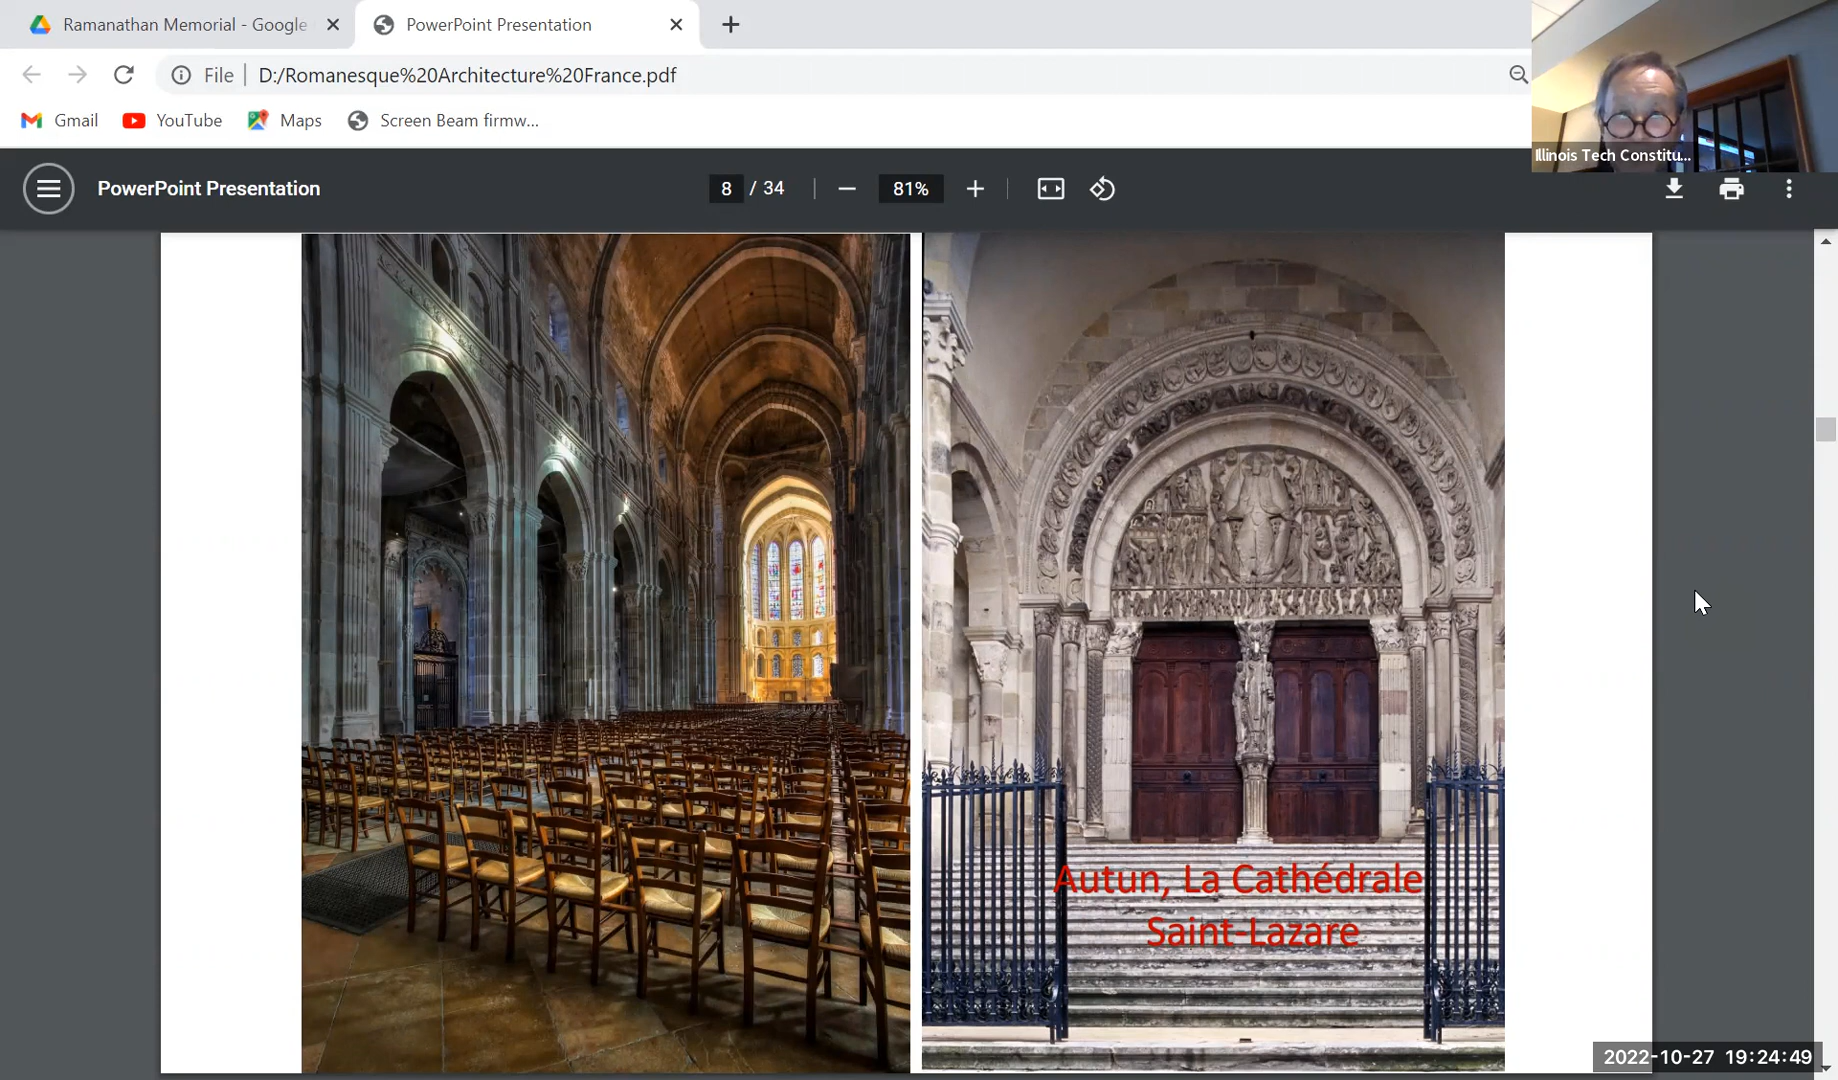 Ramanathan Memorial - Google
PowerPoint Presentation
File
D:/Romanesque%20Architecture%20France.pdf
Gmail
YouTube
Maps
Screen Beam firmw...
Illinois Tech Constitu...
PowerPoint Presentation
8 / 34
81%
Autun, La Cathédrale
Saint-Lazare
2022-10-27 19:24:49